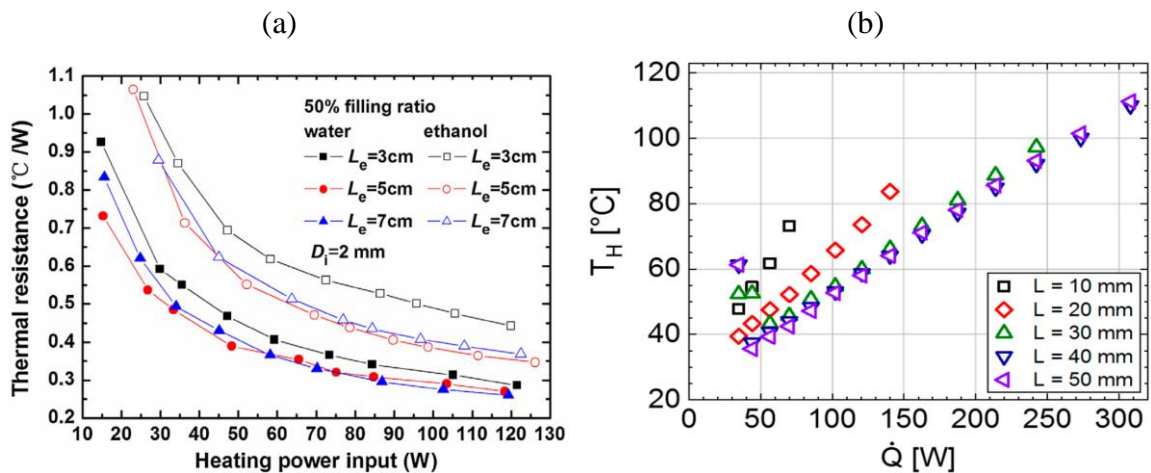 (a)
(b)
Thermal resistance (℃ /W)
1.1
1.0
0.9
0.8
0.7
0.6
0.5
0.4
0.3
0.2
50% filling ratio
water ethanol
Le=3cm Le=3cm
Le=5cm Le=5cm
Le=7cm Le=7cm
Di=2 mm
10 20 30 40 50 60 70 80 90 100 110 120 130
Heating power input (W)
TH [°C]
120
100
80
60
40
20
L = 10 mm
L = 20 mm
L = 30 mm
L = 40 mm
L = 50 mm
0 50 100 150 200 250 300
Q̇ [W]